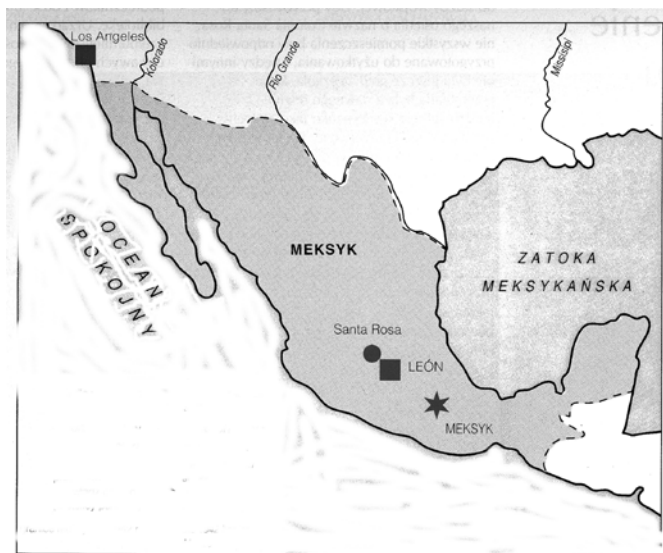 Los Angeles
Kolorado
Rio Grande
Missisipi
OCEAN
SPOKOJNY
MEKSYK
ZATOKA
MEKSYKAŃSKA
Santa Rosa
LEÓN
MEKSYK